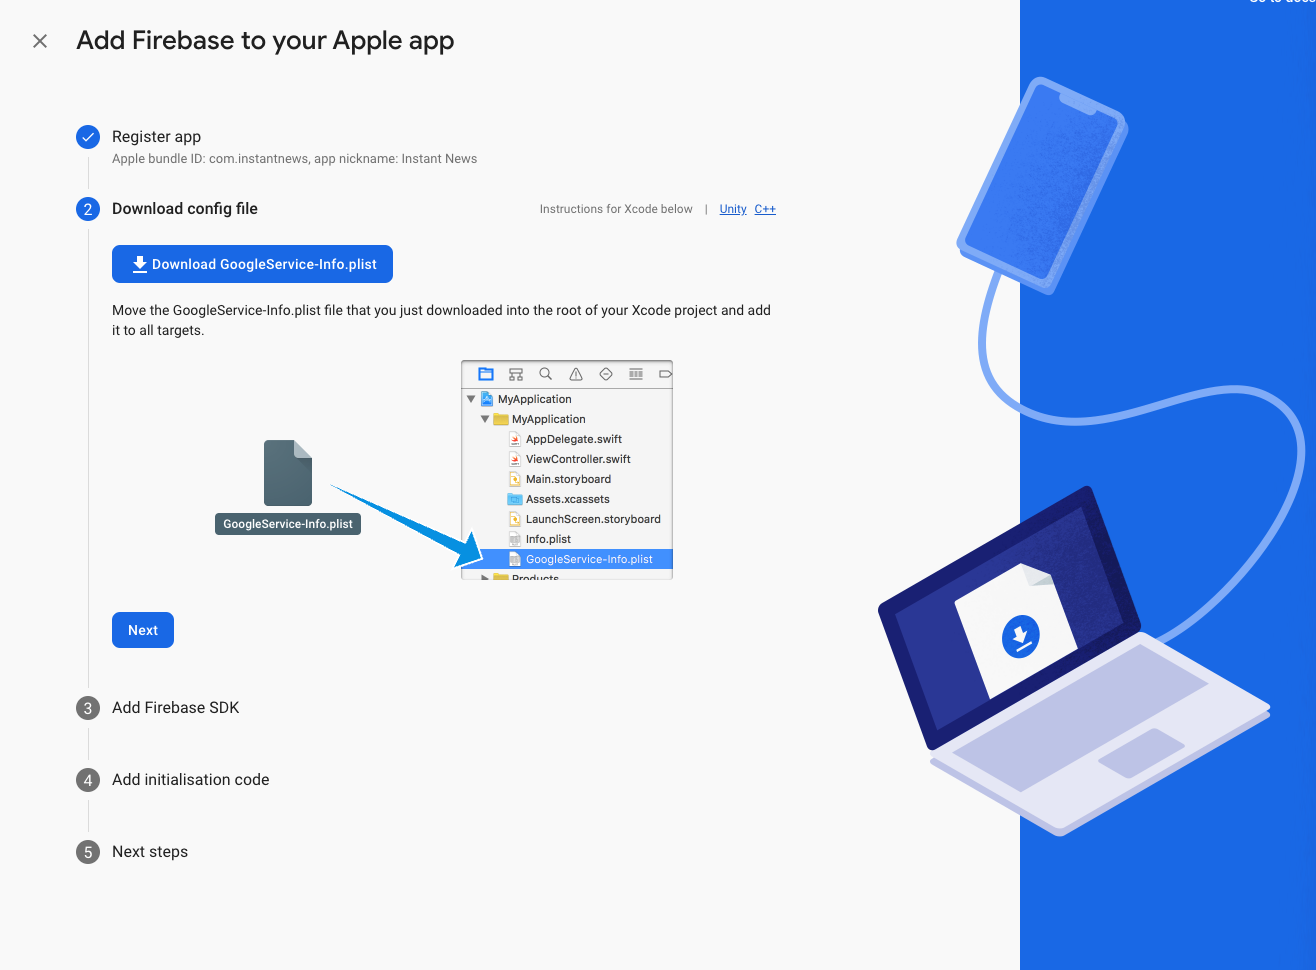 Add Firebase to your Apple app
Register app
Apple bundle ID: com.instantnews, app nickname: Instant News
2
Download config file
Instructions for Xcode below | Unity C++
Download GoogleService-Info.plist
Move the GoogleService-Info.plist file that you just downloaded into the root of your Xcode project and add
it to all targets.
GoogleService-Info.plist
MyApplication
MyApplication
AppDelegate.swift
ViewController.swift
Main.storyboard
Assets.xcassets
LaunchScreen.storyboard
Info.plist
GoogleService-Info.plist
Products
Next
3
Add Firebase SDK
4
Add initialisation code
5
Next steps